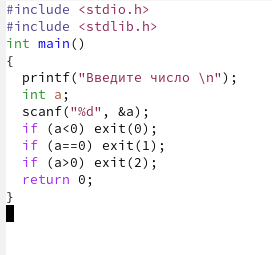 #include <stdio.h>
#include <stdlib.h>
int main()
{
  printf("Введите число \n");
  int a;
  scanf("%d", &a);
  if (a<0) exit(0);
  if (a==0) exit(1);
  if (a>0) exit(2);
  return 0;
}